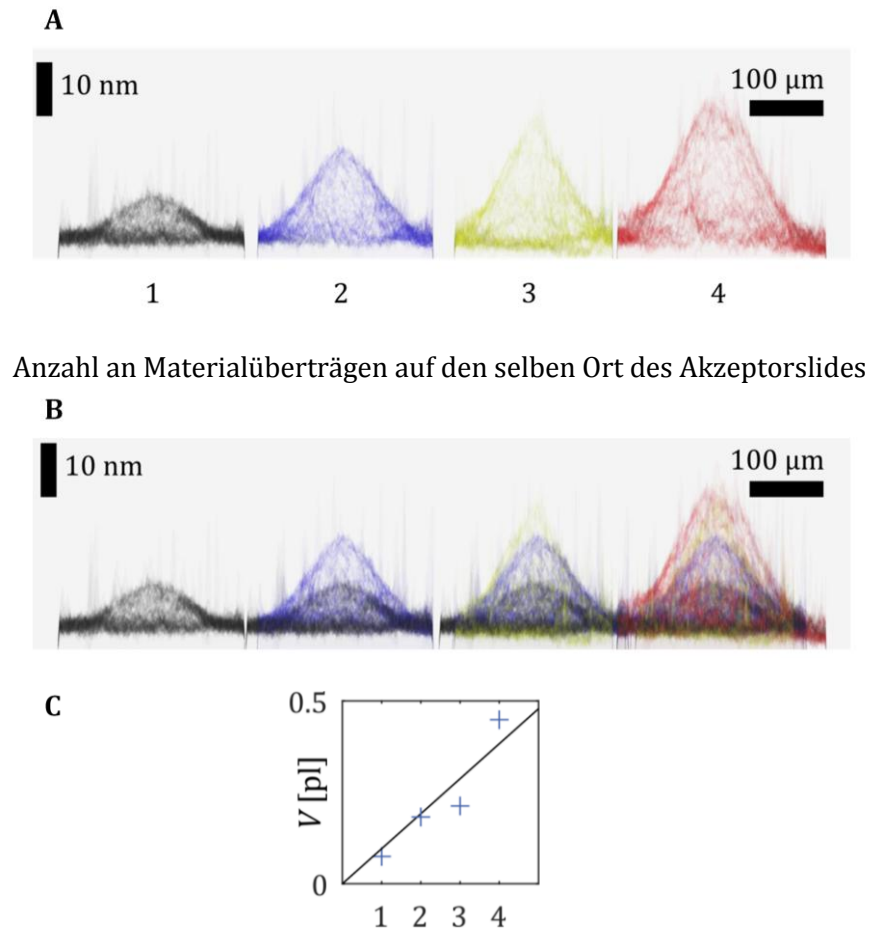 A
10 nm
100 µm
1 2 3 4
Anzahl an Materialüberträgen auf den selben Ort des Akzeptorslides
B
10 nm
100 µm
C
0.5
V [pl]
0
1 2 3 4